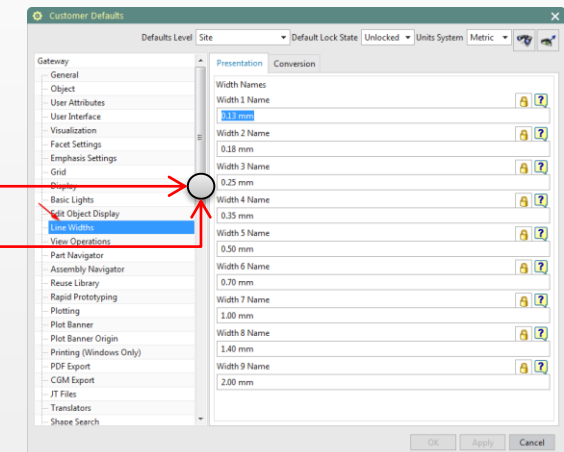 Customer Defaults
Defaults Level Site Default Lock State Unlocked Units System Metric
Gateway
General
Object
User Attributes
User Interface
Visualization
Facet Settings
Emphasis Settings
Grid
Display
Basic Lights
Edit Object Display
Line Widths
View Operations
Part Navigator
Assembly Navigator
Reuse Library
Rapid Prototyping
Plotting
Plot Banner
Plot Banner Origin
Printing (Windows Only)
PDF Export
CGM Export
JT Files
Translators
Shape Search
Presentation Conversion
Width Names
Width 1 Name
0.13 mm
Width 2 Name
0.18 mm
Width 3 Name
0.25 mm
Width 4 Name
0.35 mm
Width 5 Name
0.50 mm
Width 6 Name
0.70 mm
Width 7 Name
1.00 mm
Width 8 Name
1.40 mm
Width 9 Name
2.00 mm
OK Apply Cancel